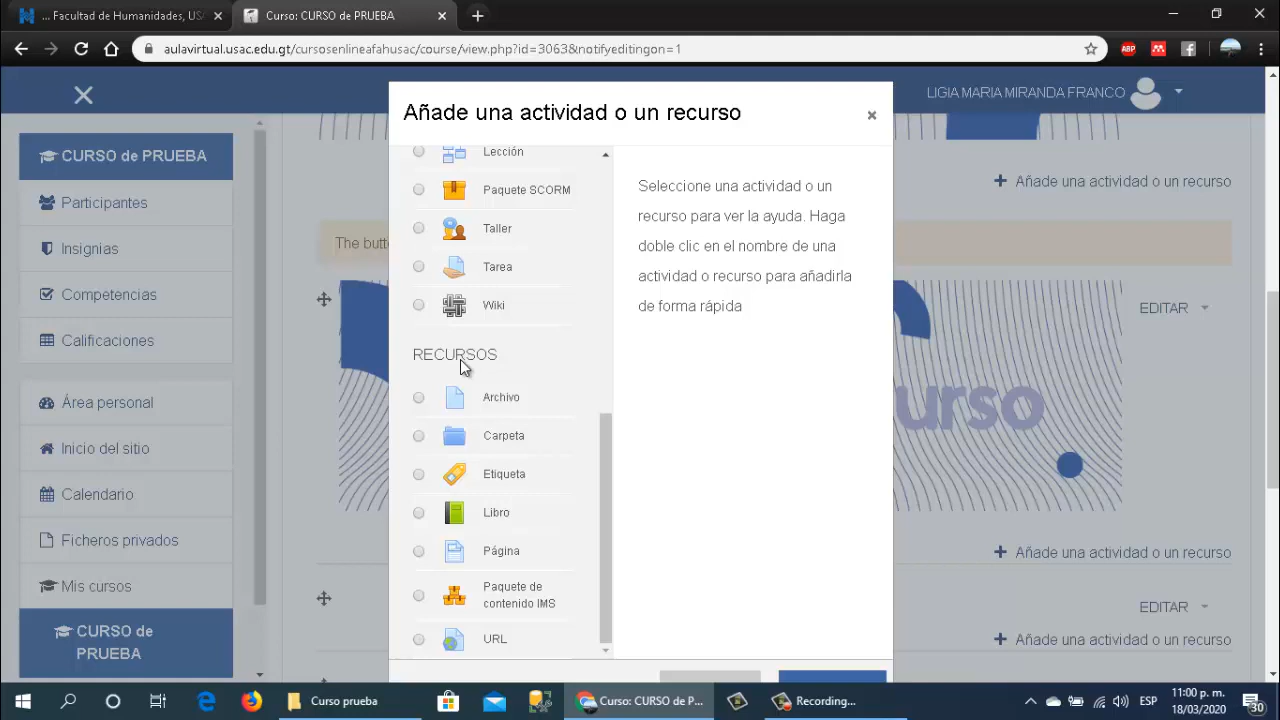 ... Facultad de Humanidades, US
Curso: CURSO de PRUEBA
aulavirtual.usac.edu.gt/cursosenlineafahusac/course/view.php?id=3063&notifyeditingon=1
ABP
LIGIA MARIA MIRANDA FRANCO
CURSO de PRUEBA
Participantes
Insignias
Competencias
Calificaciones
Área personal
Inicio del sitio
Calendario
Ficheros privados
Mis cursos
CURSO de
PRUEBA
Añade una actividad o un recurso
Lección
Paquete SCORM
Taller
Tarea
Wiki
RECURSOS
Archivo
Carpeta
Etiqueta
Libro
Página
Paquete de
contenido IMS
URL
Seleccione una actividad o un
recurso para ver la ayuda. Haga
doble clic en el nombre de una
actividad o recurso para añadirla
de forma rápida
Añade una actividad o un recurso
The butt
EDITAR
urso
Añade una actividad o un recurso
EDITAR
Añade una actividad o un recurso
Curso prueba
Curso: CURSO de P...
Recording...
ESP
11:00 p. m.
18/03/2020
30